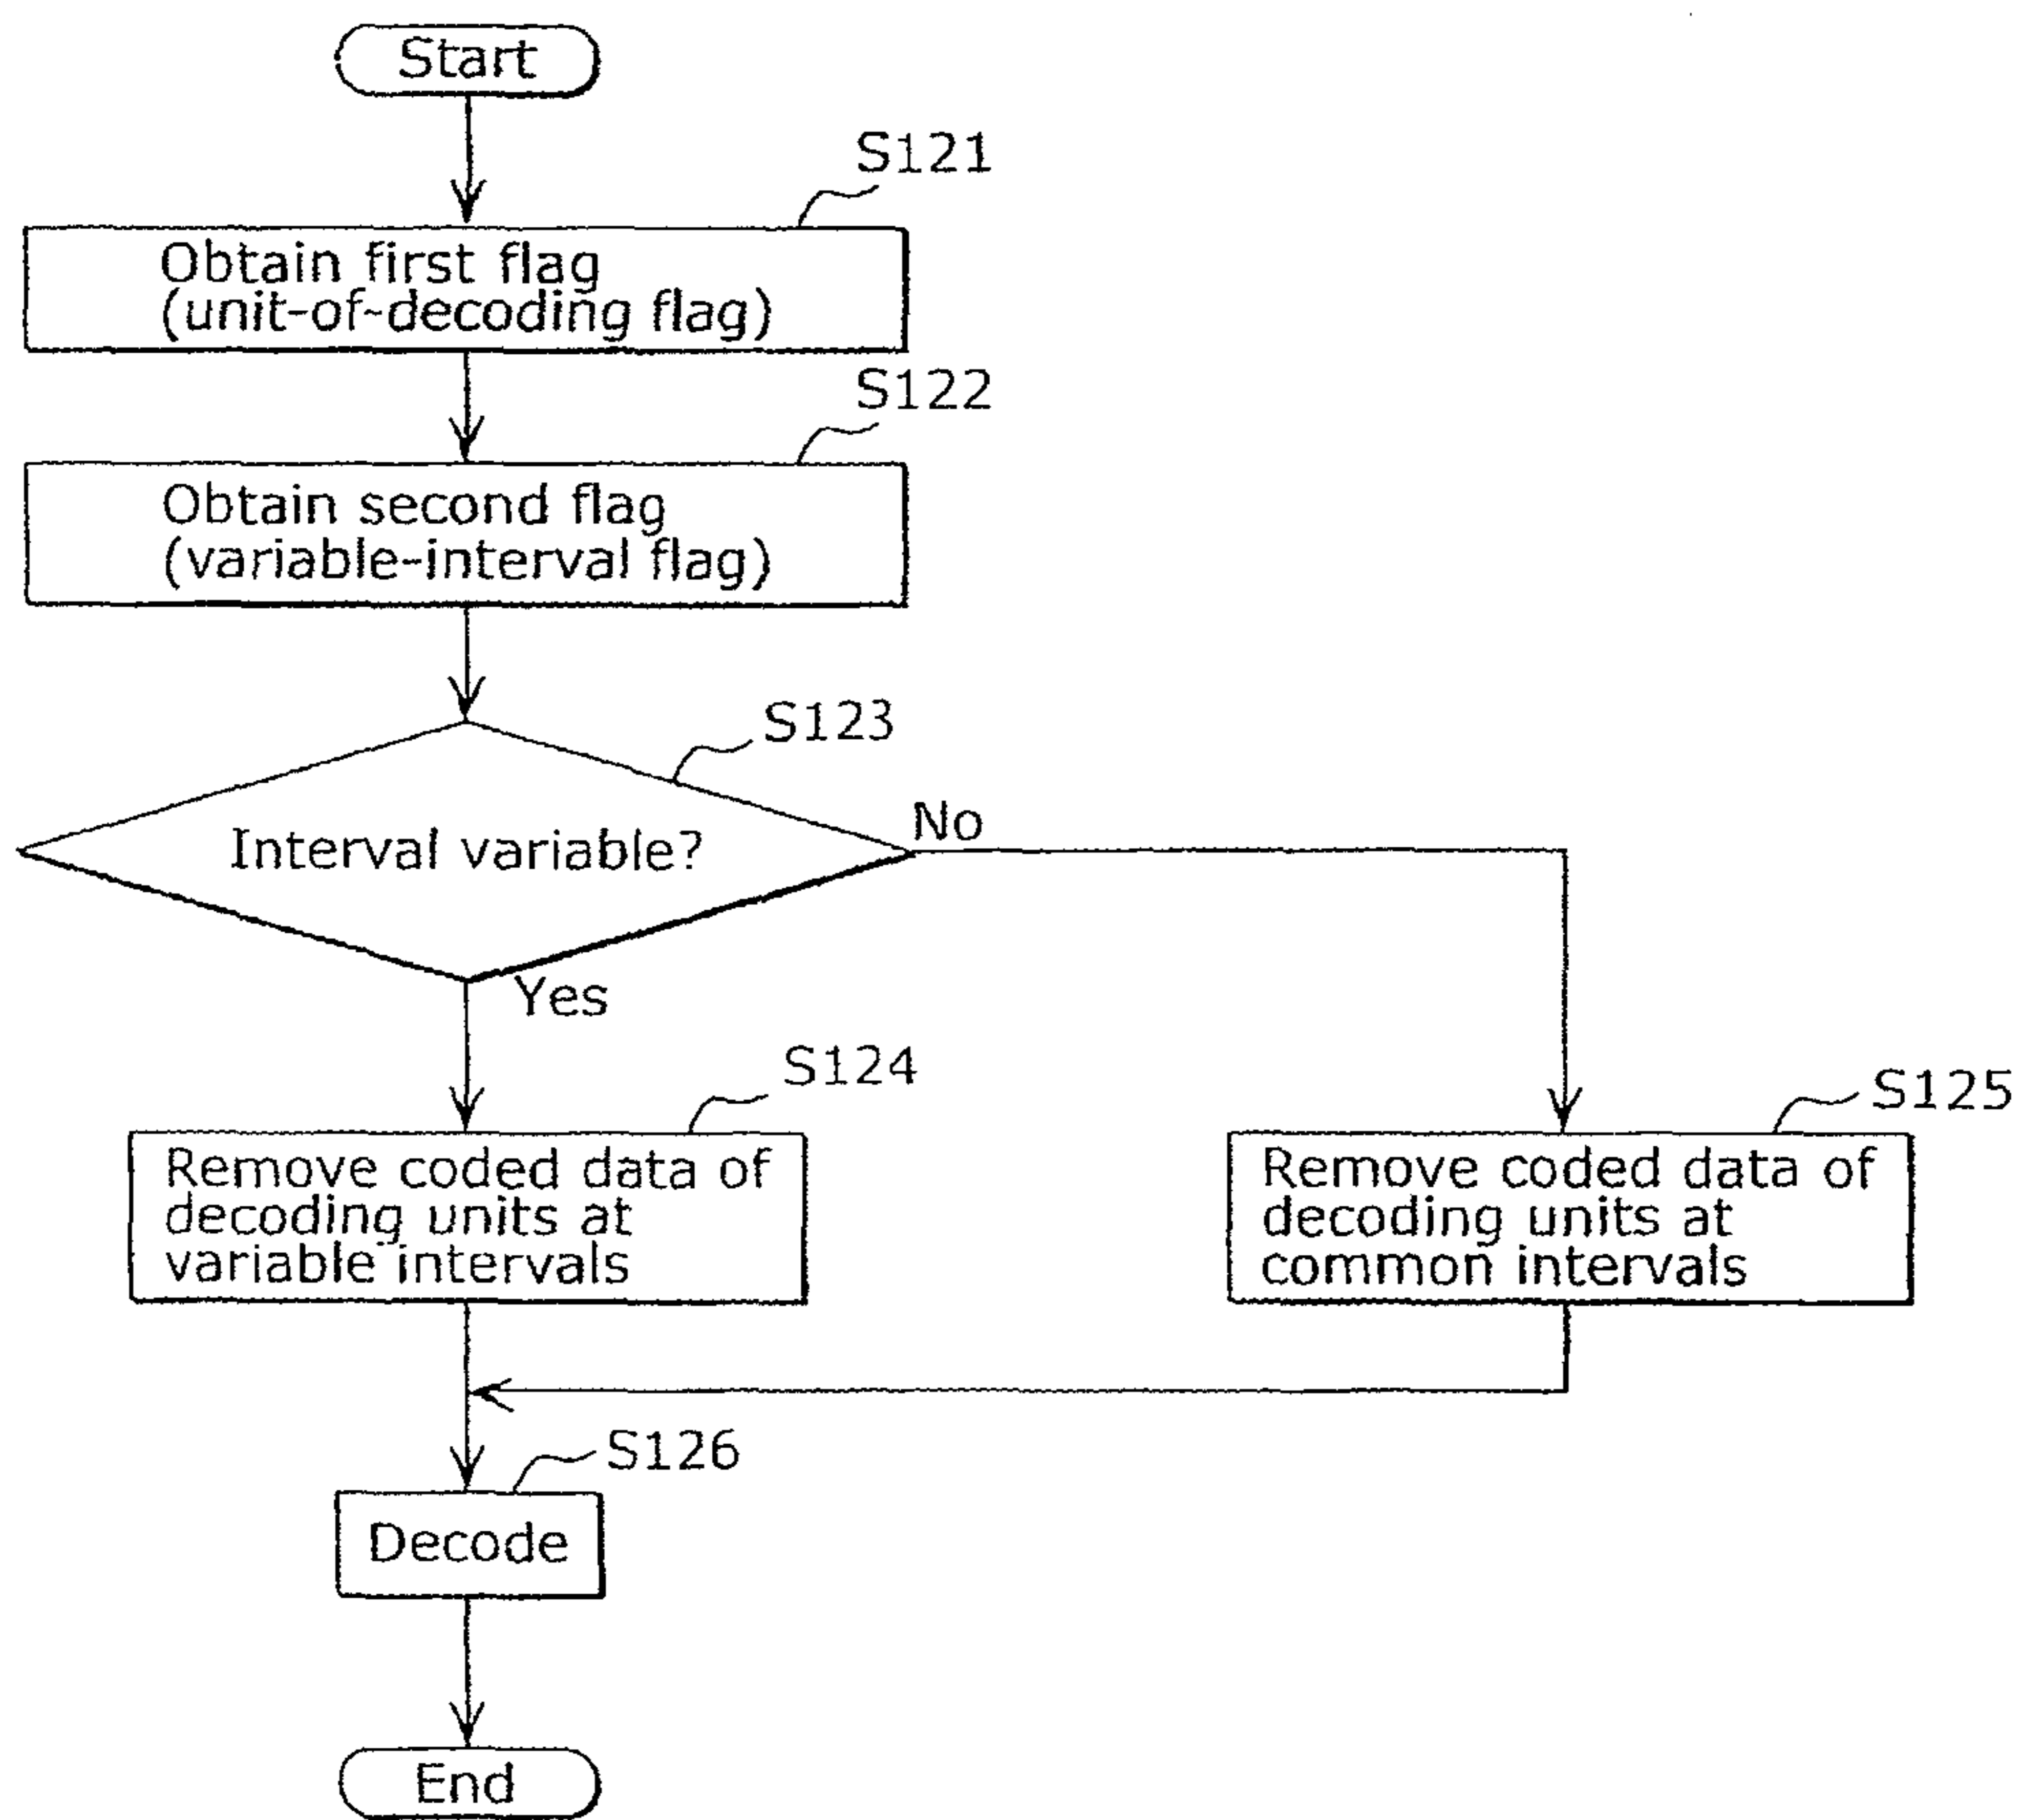 Start
S121
Obtain first flag
(unit-of-decoding flag)
S122
Obtain second flag
(variable-interval flag)
S123
Interval variable?
No
Yes
S124
Remove coded data of
decoding units at
variable intervals
S125
Remove coded data of
decoding units at
common intervals
S126
Decode
End